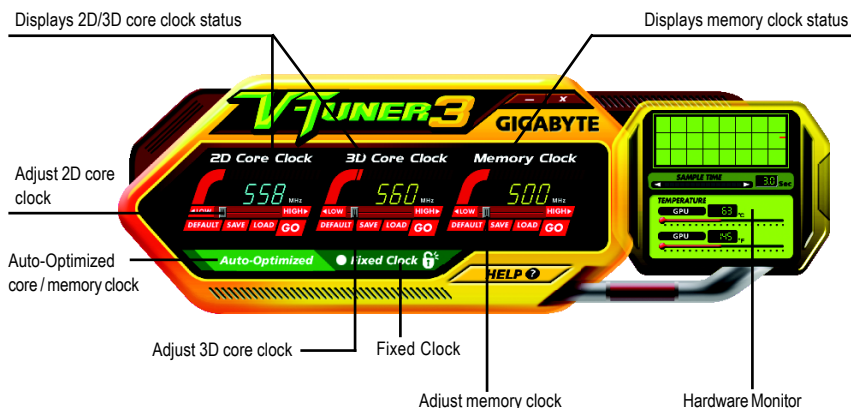 Displays 2D/3D core clock status
Displays memory clock status
V-TUNER3
– x
GIGABYTE
2D Core Clock
3D Core Clock
Memory Clock
558 MHz
560 MHz
500 MHz
◄LOW HIGH►
◄LOW HIGH►
◄LOW HIGH►
DEFAULT SAVE LOAD GO
DEFAULT SAVE LOAD GO
DEFAULT SAVE LOAD GO
SAMPLE TIME
3.0 Sec
TEMPERATURE
GPU 63 °C
GPU 145 °F
Auto-Optimized
Fixed Clock
HELP ?
Adjust 2D core
clock
Auto-Optimized
core / memory clock
Adjust 3D core clock
Fixed Clock
Adjust memory clock
Hardware Monitor